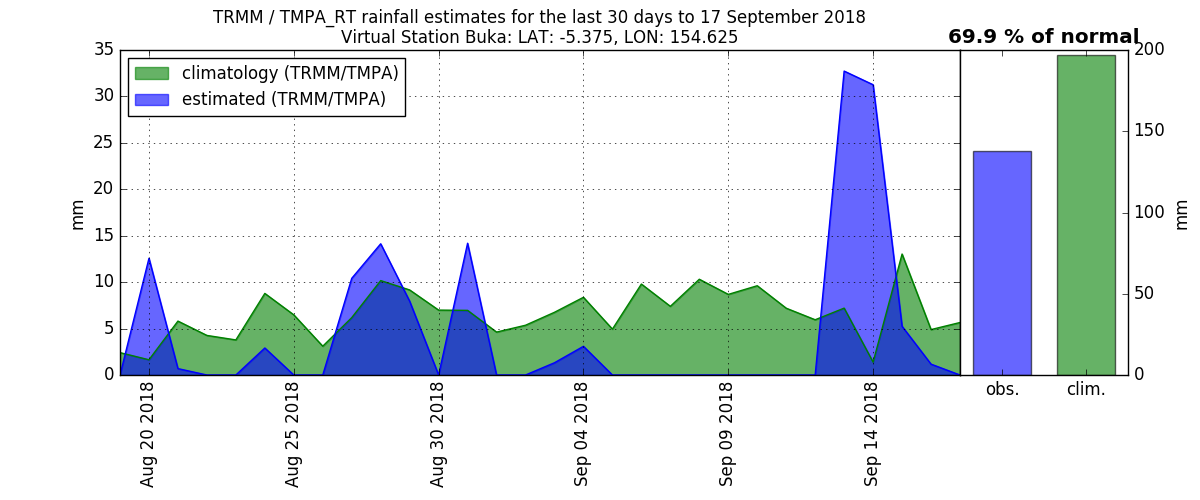 TRMM / TMPA_RT rainfall estimates for the last 30 days to 17 September 2018
Virtual Station Buka: LAT: -5.375, LON: 154.625
69.9 % of normal
climatology (TRMM/TMPA)
estimated (TRMM/TMPA)
35
30
25
20
15
10
5
0
mm
Aug 20 2018
Aug 25 2018
Aug 30 2018
Sep 04 2018
Sep 09 2018
Sep 14 2018
200
150
100
50
0
mm
obs.
clim.